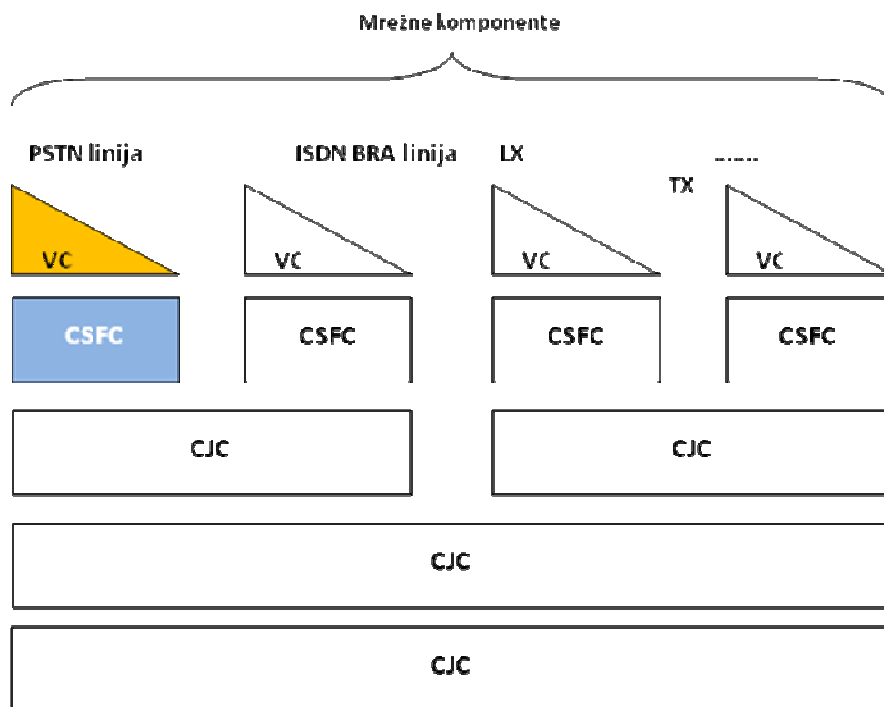 Mrežne komponente
PSTN linija ISDN BRA linija LX .......
TX
VC VC VC VC
CSFC CSFC CSFC CSFC
CJC CJC
CJC
CJC